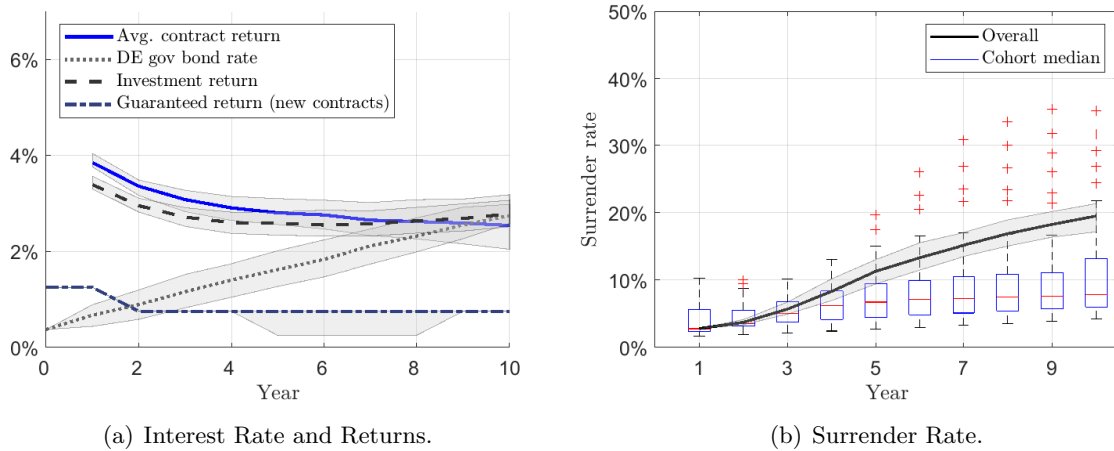 Avg. contract return
DE gov bond rate
Investment return
Guaranteed return (new contracts)
6%
4%
2%
0%
0 2 4 6 8 10
Year
(a) Interest Rate and Returns.
Overall
Cohort median
Surrender rate
50%
40%
30%
20%
10%
0%
1 3 5 7 9
Year
(b) Surrender Rate.